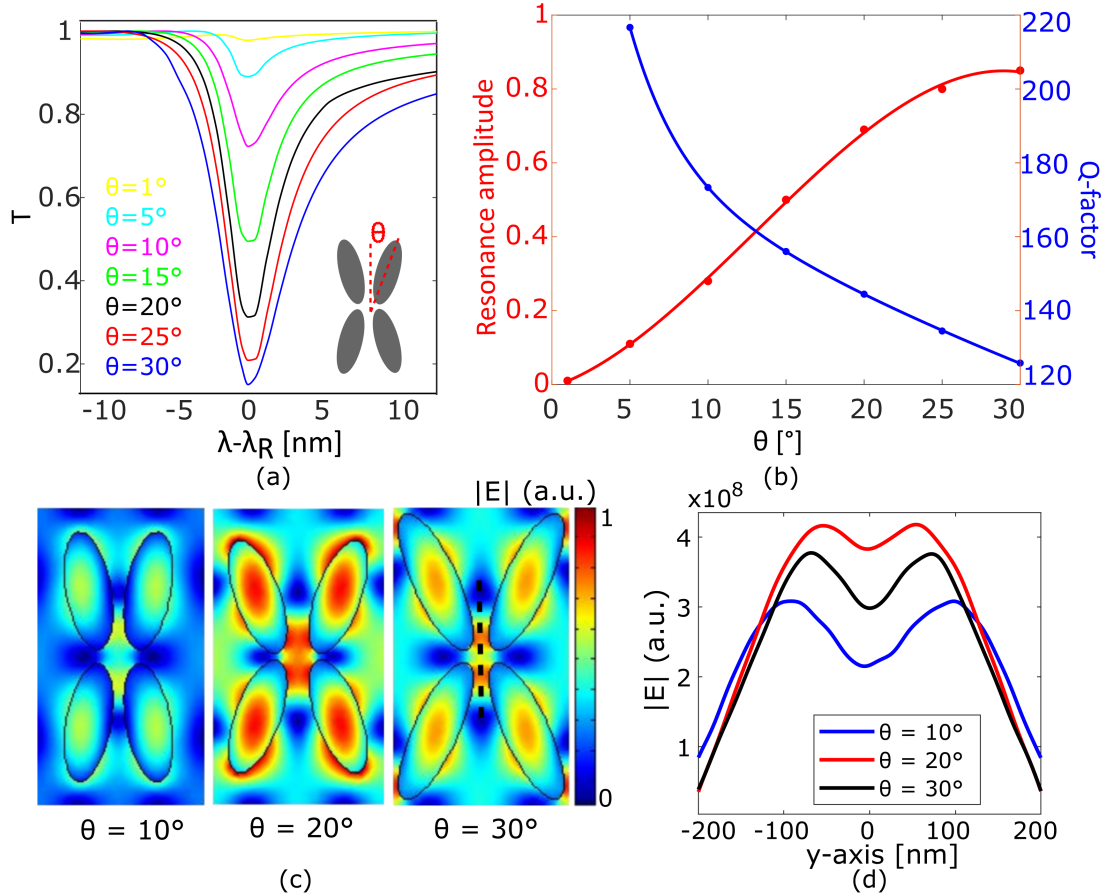 1
0.8
0.6
0.4
0.2
T
θ=1°
θ=5°
θ=10°
θ=15°
θ=20°
θ=25°
θ=30°
θ
-10 -5 0 5 10
λ-λR [nm]
(a)
1
0.8
0.6
0.4
0.2
0
Resonance amplitude
220
200
180
160
140
120
Q-factor
0 5 10 15 20 25 30
θ [°]
(b)
|E| (a.u.)
1
0
θ = 10° θ = 20° θ = 30°
(c)
x10⁸
4
3
2
1
|E| (a.u.)
θ = 10°
θ = 20°
θ = 30°
-200 -100 0 100 200
y-axis [nm]
(d)